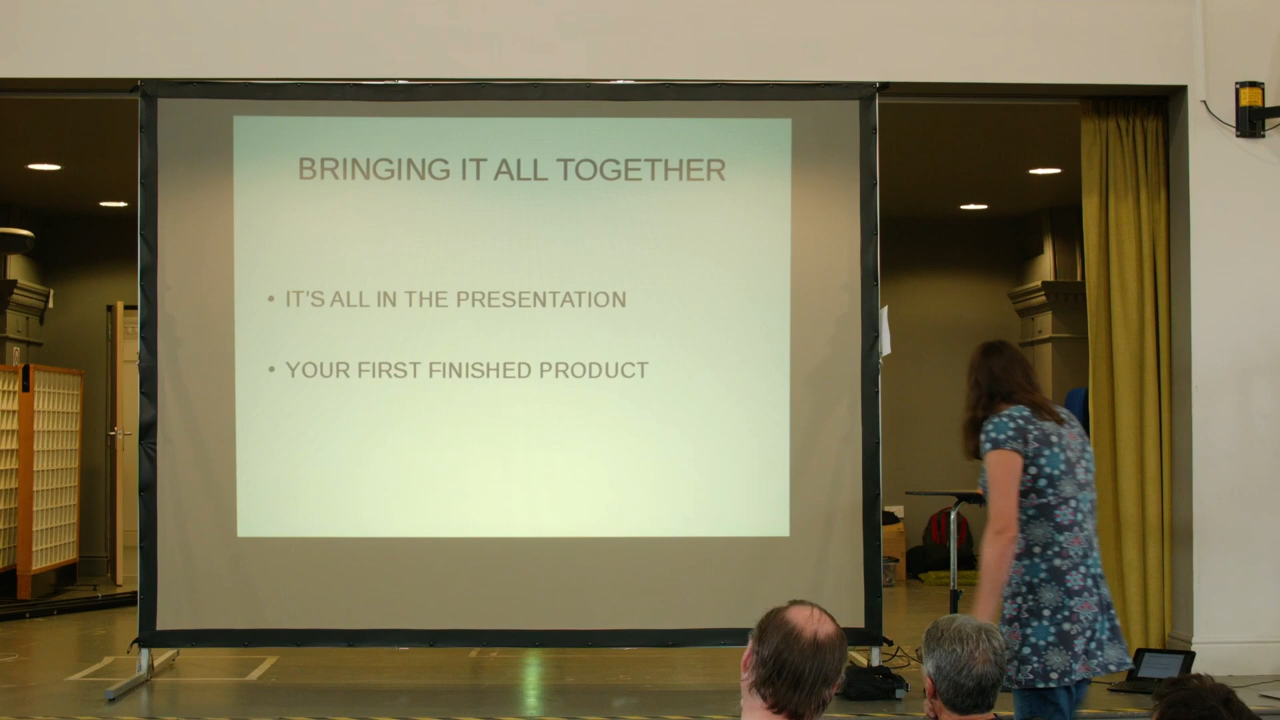 BRINGING IT ALL TOGETHER
• IT'S ALL IN THE PRESENTATION
• YOUR FIRST FINISHED PRODUCT